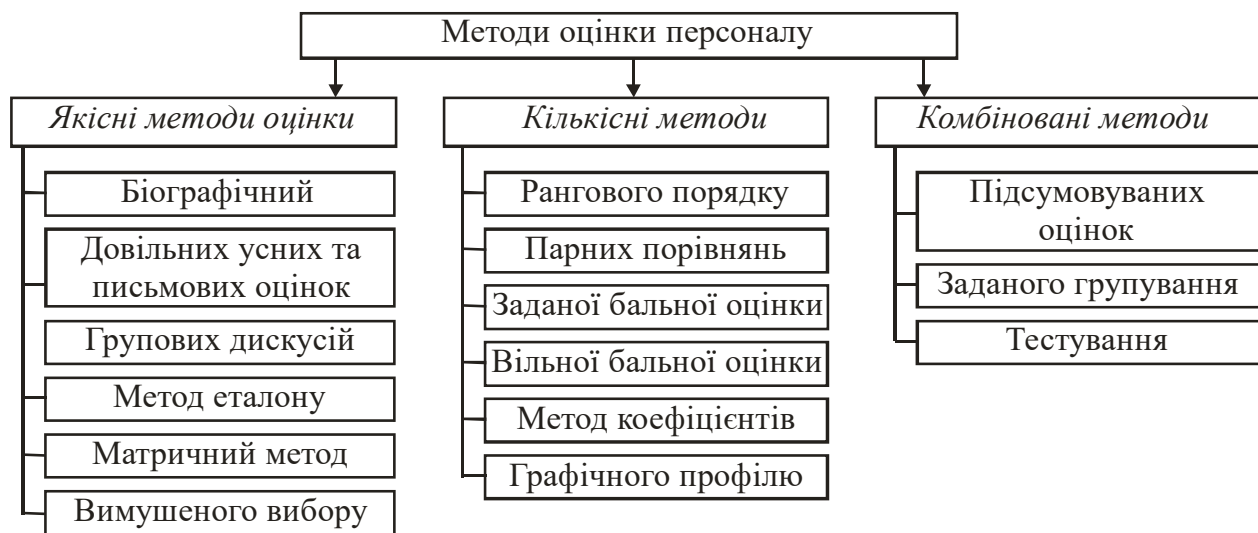 Методи оцінки персоналу
Якісні методи оцінки
Біографічний
Довільних усних та
письмових оцінок
Групових дискусій
Метод еталону
Матричний метод
Вимушеного вибору
Кількісні методи
Рангового порядку
Парних порівнянь
Заданої бальної оцінки
Вільної бальної оцінки
Метод коефіцієнтів
Графічного профілю
Комбіновані методи
Підсумовуваних
оцінок
Заданого групування
Тестування